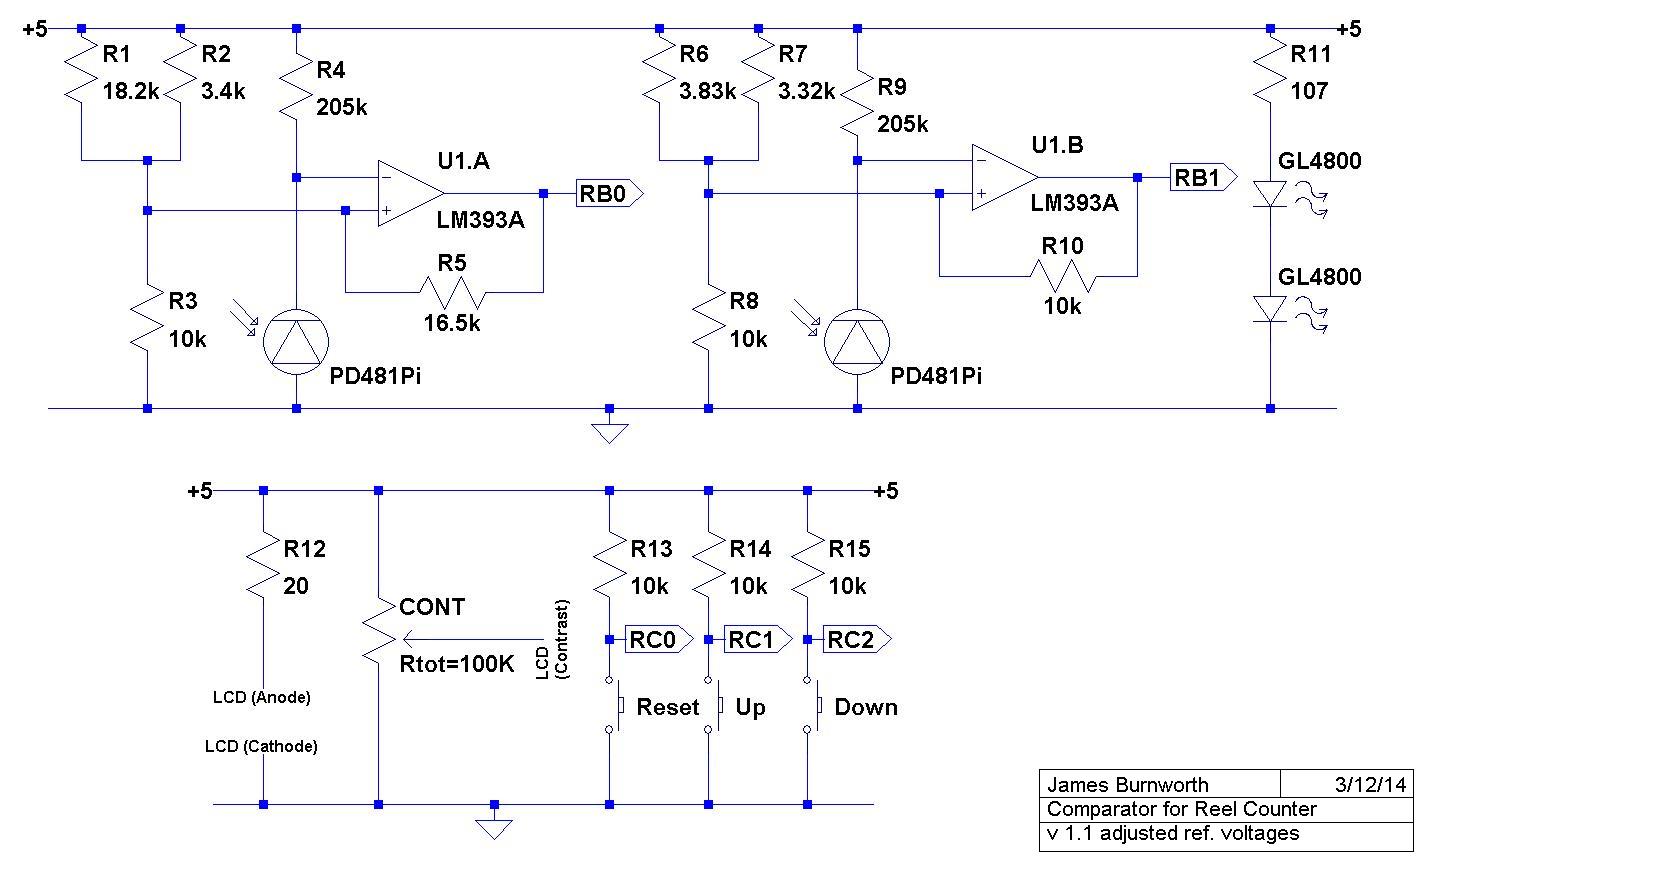 +5
+5
R1
18.2k
R2
3.4k
R4
205k
R6
3.83k
R7
3.32k
R9
205k
R11
107
U1.A
−
+
LM393A
RB0
U1.B
−
+
LM393A
RB1
GL4800
GL4800
R5
16.5k
R10
10k
R3
10k
PD481Pi
R8
10k
PD481Pi
+5
+5
R12
20
CONT
Rtot=100K
LCD
(Contrast)
R13
10k
R14
10k
R15
10k
RC0
RC1
RC2
LCD (Anode)
LCD (Cathode)
Reset
Up
Down
James Burnworth 3/12/14
Comparator for Reel Counter
v 1.1 adjusted ref. voltages